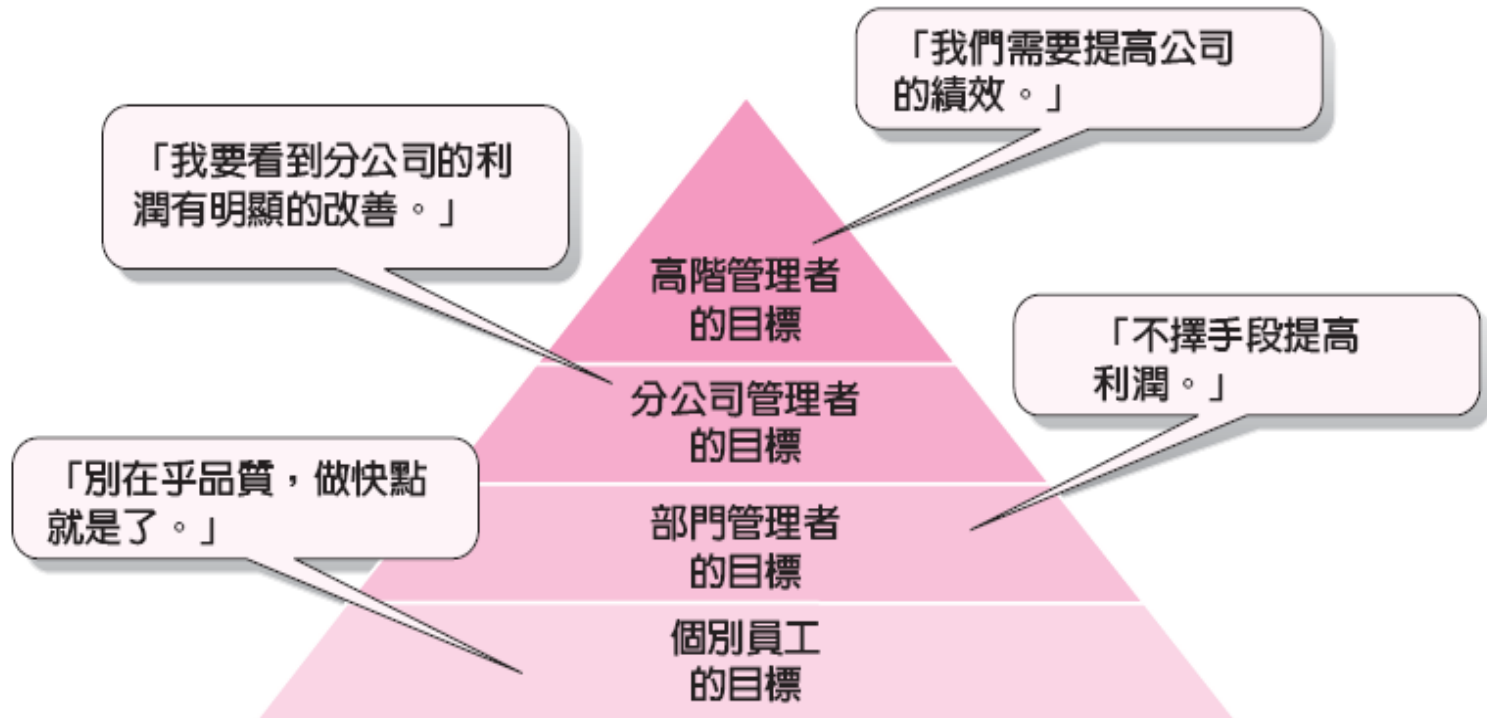 「我們需要提高公司
的績效。」
「我要看到分公司的利
潤有明顯的改善。」
高階管理者
的目標
「不擇手段提高
利潤。」
分公司管理者
的目標
「別在乎品質，做快點
就是了。」
部門管理者
的目標
個別員工
的目標